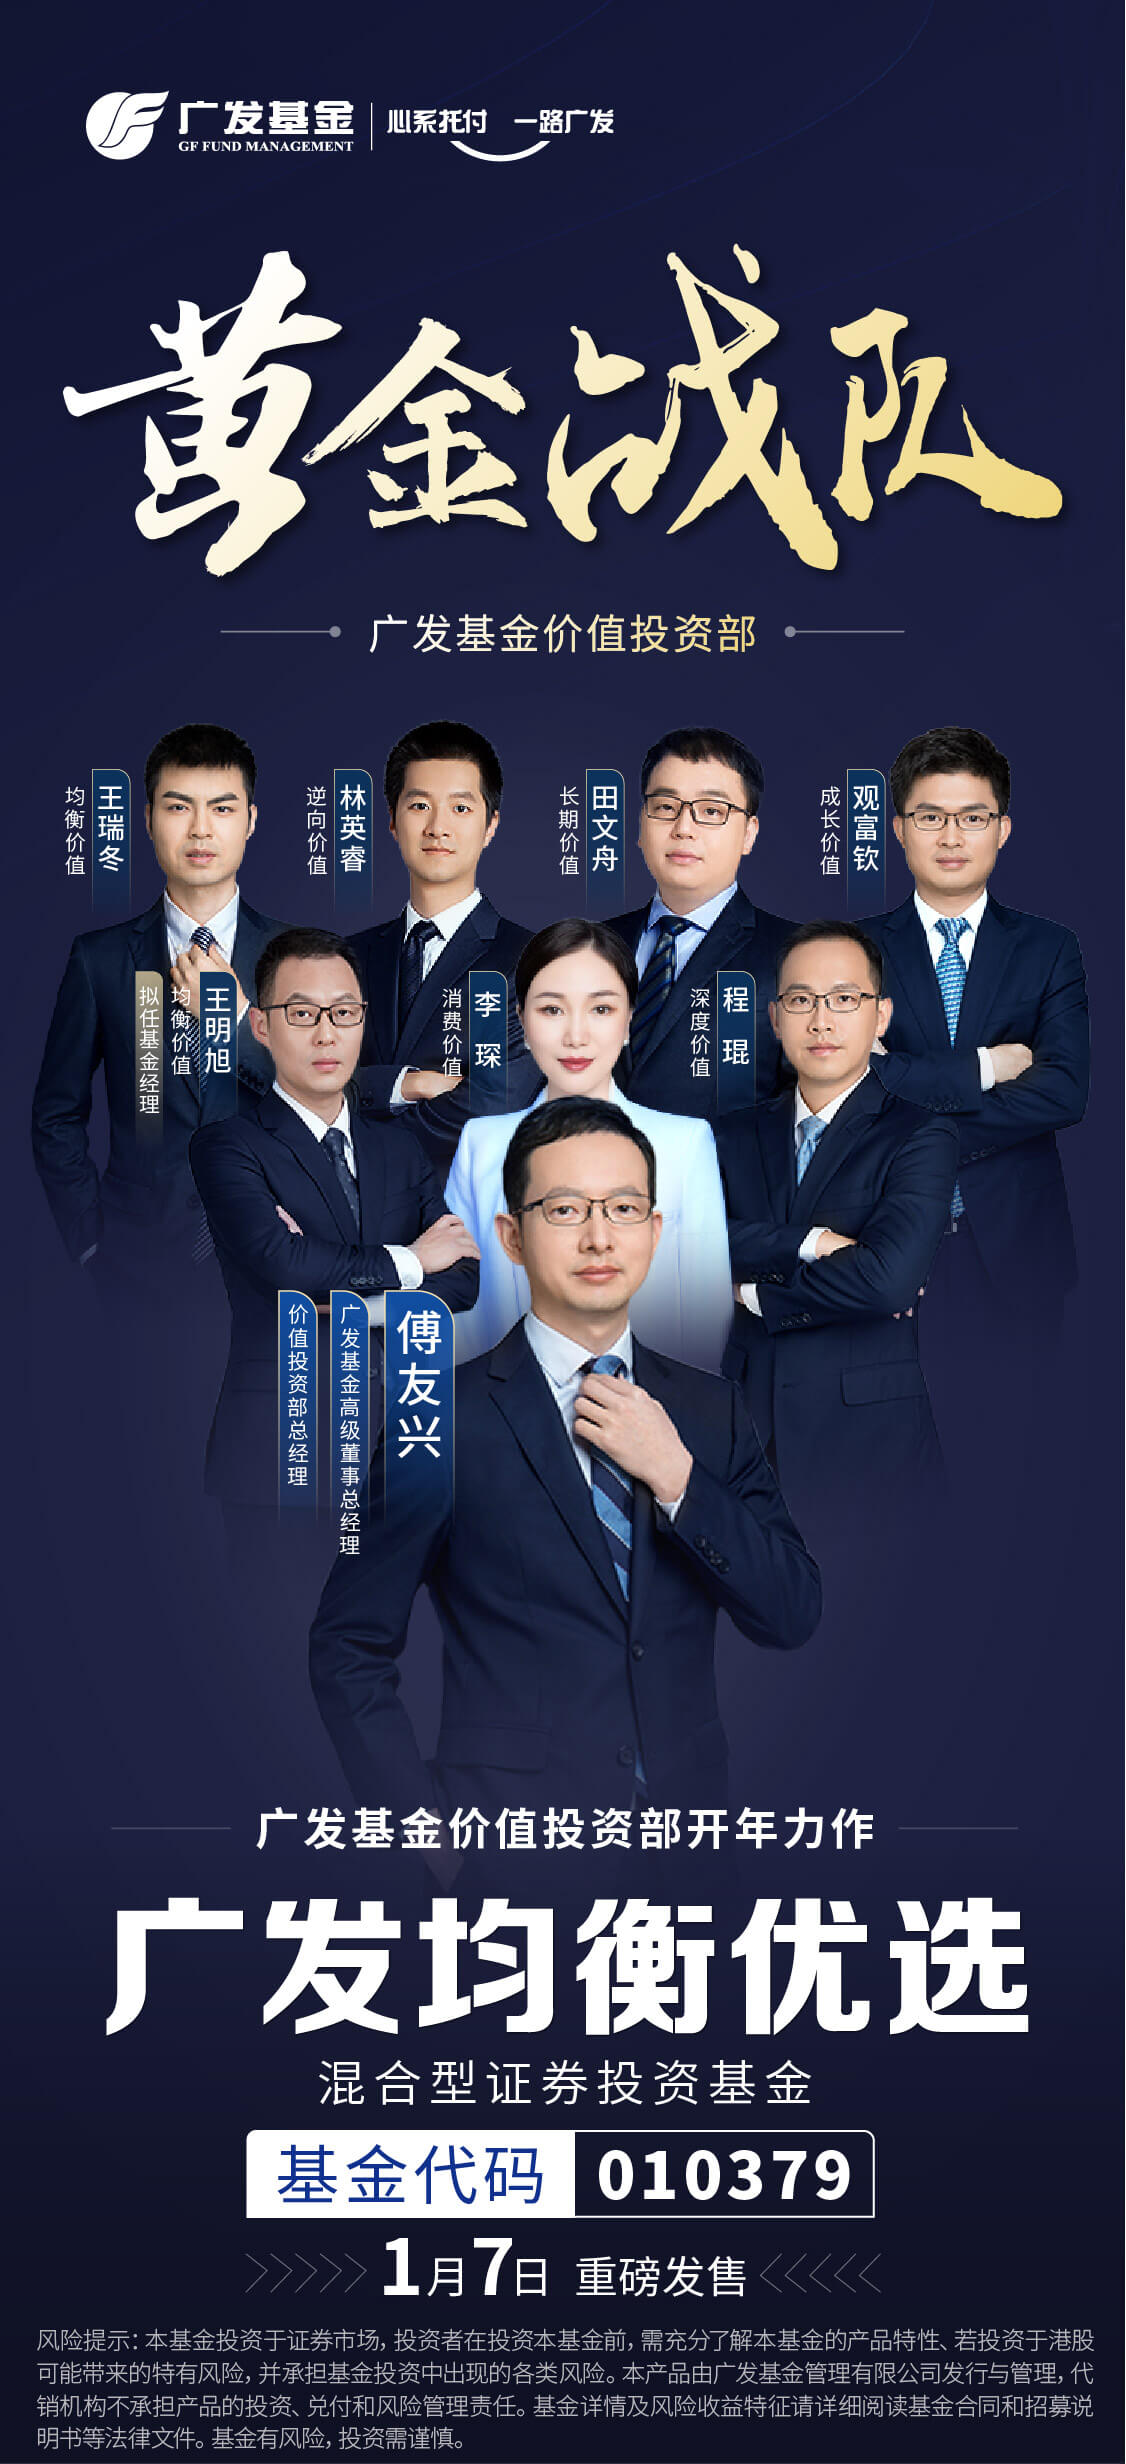 广发基金
GF FUND MANAGEMENT
心系托付 一路广发
黄金战队
广发基金价值投资部
均衡价值
王瑞冬
逆向价值
林英睿
长期价值
田文舟
成长价值
观富钦
拟任基金经理
均衡价值
王明旭
消费价值
李琛
深度价值
程琨
价值投资部总经理
广发基金高级董事总经理
傅友兴
广发基金价值投资部开年力作
广发均衡优选
混合型证券投资基金
基金代码 010379
1月7日 重磅发售
风险提示：本基金投资于证券市场，投资者在投资本基金前，需充分了解本基金的产品特性、若投资于港股
可能带来的特有风险，并承担基金投资中出现的各类风险。本产品由广发基金管理有限公司发行与管理，代
销机构不承担产品的投资、兑付和风险管理责任。基金详情及风险收益特征请详细阅读基金合同和招募说
明书等法律文件。基金有风险，投资需谨慎。